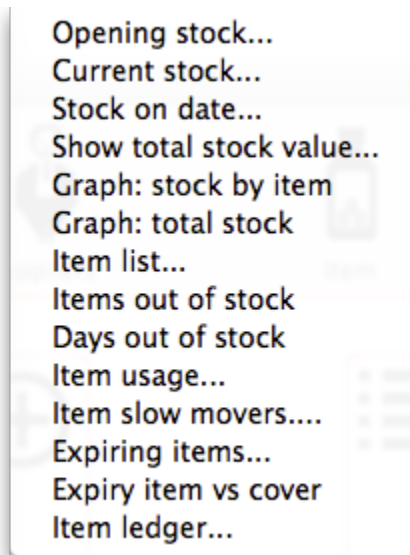 Opening stock...
Current stock...
Stock on date...
Show total stock value...
Graph: stock by item
Graph: total stock
Item list...
Items out of stock
Days out of stock
Item usage...
Item slow movers....
Expiring items...
Expiry item vs cover
Item ledger...